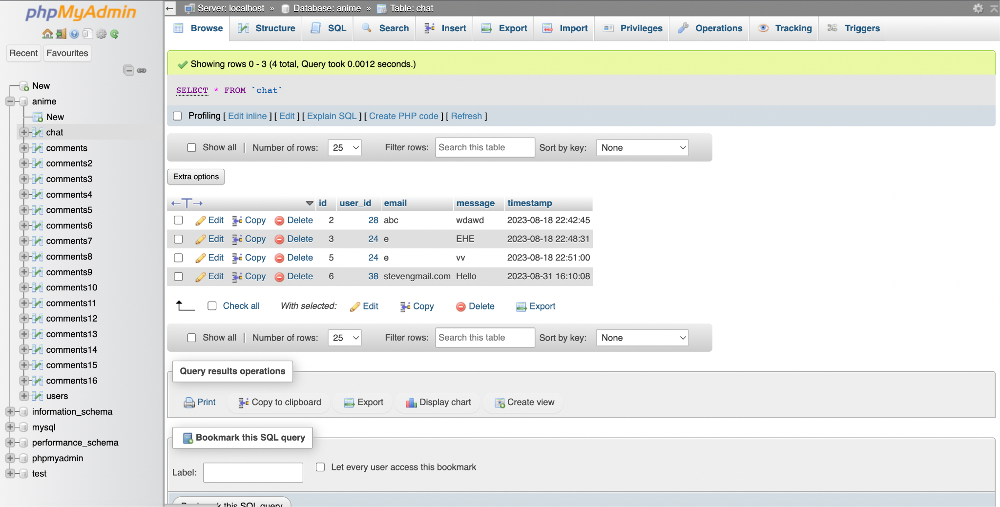 phpMyAdmin
Recent Favourites
New
anime
New
chat
comments
comments2
comments3
comments4
comments5
comments6
comments7
comments8
comments9
comments10
comments11
comments12
comments13
comments14
comments15
comments16
users
information_schema
mysql
performance_schema
phpmyadmin
test
Server: localhost » Database: anime » Table: chat
Browse Structure SQL Search Insert Export Import Privileges Operations Tracking Triggers
Showing rows 0 - 3 (4 total, Query took 0.0012 seconds.)
SELECT * FROM `chat`
Profiling [ Edit inline ] [ Edit ] [ Explain SQL ] [ Create PHP code ] [ Refresh ]
Show all | Number of rows: 25 Filter rows: Search this table Sort by key: None
Extra options
←T→ id user_id email message timestamp
Edit Copy Delete 2 28 abc wdawd 2023-08-18 22:42:45
Edit Copy Delete 3 24 e EHE 2023-08-18 22:48:31
Edit Copy Delete 5 24 e vv 2023-08-18 22:51:00
Edit Copy Delete 6 38 stevengmail.com Hello 2023-08-31 16:10:08
Check all With selected: Edit Copy Delete Export
Show all | Number of rows: 25 Filter rows: Search this table Sort by key: None
Query results operations
Print Copy to clipboard Export Display chart Create view
Bookmark this SQL query
Label: Let every user access this bookmark
this SQL query